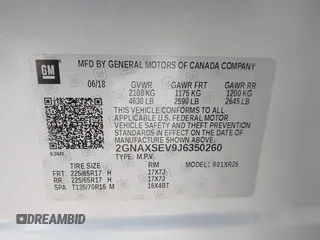 GM
MFD BY GENERAL MOTORS OF CANADA COMPANY
06/18 GVWR GAWR FRT GAWR RR
2100 KG 1175 KG 1200 KG
4630 LB 2590 LB 2645 LB
THIS VEHICLE CONFORMS TO ALL
APPLICABLE U.S. FEDERAL MOTOR
VEHICLE SAFETY, BUMPER, AND
THEFT PREVENTION STANDARDS
IN EFFECT ON THE DATE OF
MANUFACTURE SHOWN ABOVE.
2GNAXSEV9J6350260
TYPE: M.P.V.
TIRE SIZE RIM 901XR26
FRT 225/65R17 H 17X7J
RR 225/65R17 H 17X7J
SPA T135/70R16 M 16X4BT
DREAMBID